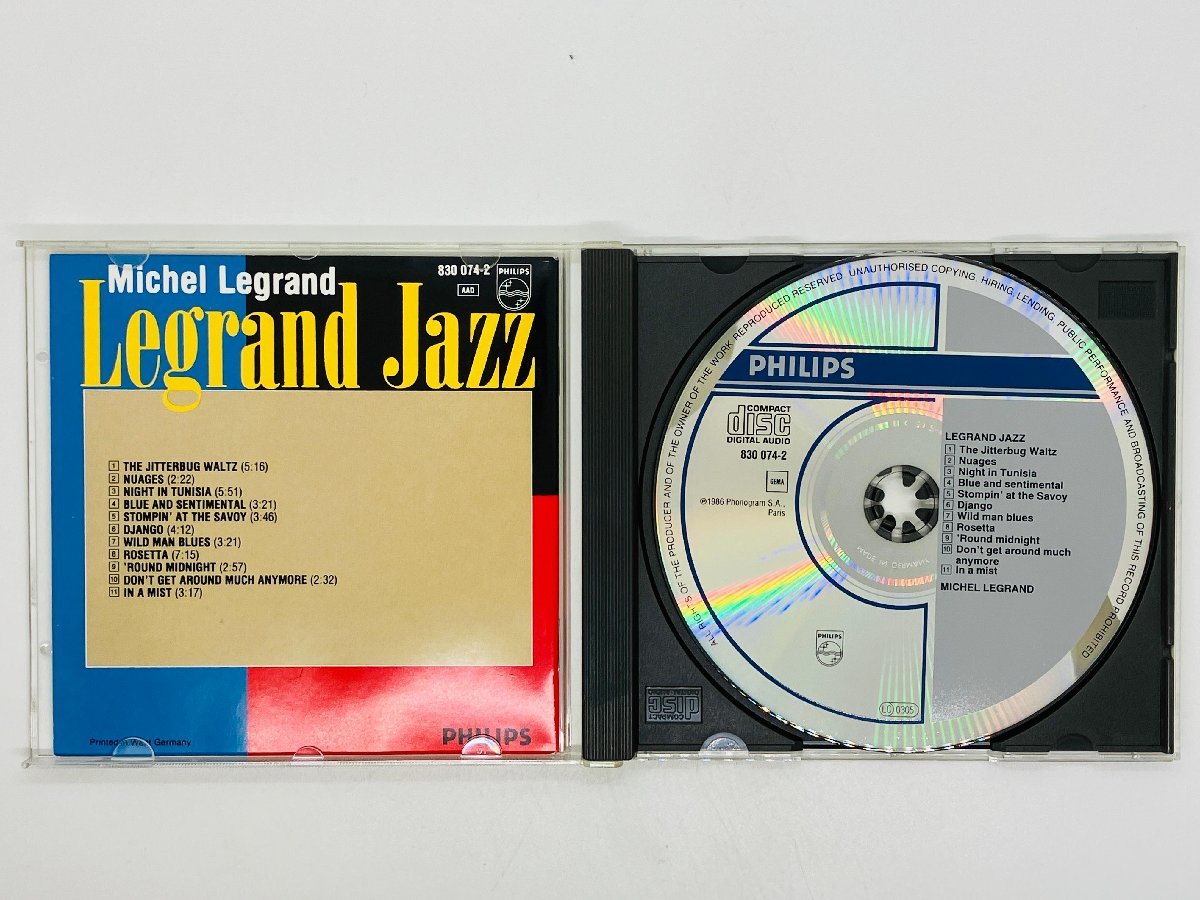 Michel Legrand
830 074-2
AAD
PHILIPS
Legrand Jazz
1 THE JITTERBUG WALTZ (5:16)
2 NUAGES (2:22)
3 NIGHT IN TUNISIA (5:51)
4 BLUE AND SENTIMENTAL (3:21)
5 STOMPIN' AT THE SAVOY (3:46)
6 DJANGO (4:12)
7 WILD MAN BLUES (3:21)
8 ROSETTA (7:15)
9 'ROUND MIDNIGHT (2:57)
10 DON'T GET AROUND MUCH ANYMORE (2:32)
11 IN A MIST (3:17)
Printed in West Germany
PHILIPS
ALL RIGHTS OF THE PRODUCER AND OF THE OWNER OF THE WORK REPRODUCED RESERVED. UNAUTHORISED COPYING, HIRING, LENDING, PUBLIC PERFORMANCE AND BROADCASTING OF THIS RECORD PROHIBITED
PHILIPS
COMPACT
disc
DIGITAL AUDIO
830 074-2
GEMA
℗1986 Phonogram S.A.,
Paris
LEGRAND JAZZ
1 The Jitterbug Waltz
2 Nuages
3 Night in Tunisia
4 Blue and sentimental
5 Stompin' at the Savoy
6 Django
7 Wild man blues
8 Rosetta
9 'Round midnight
10 Don't get around much
anymore
11 In a mist
MICHEL LEGRAND
PHILIPS
LC 0305
COMPACT
disc
DIGITAL AUDIO